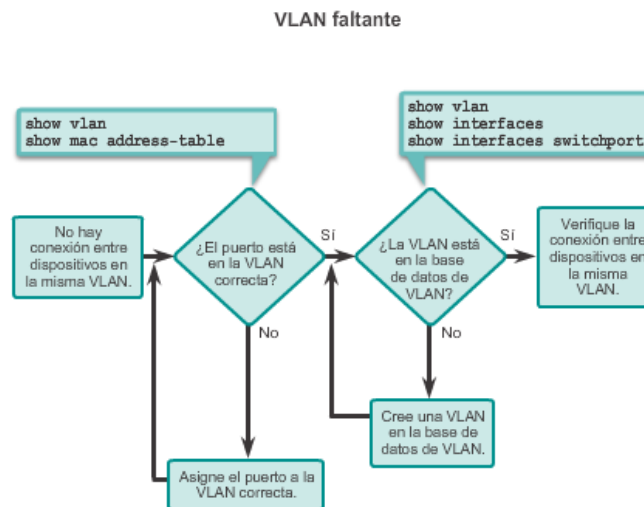 VLAN faltante
show vlan
show mac address-table
show vlan
show interfaces
show interfaces switchport
No hay
conexión entre
dispositivos en
la misma VLAN.
¿El puerto está
en la VLAN
correcta?
Sí
¿La VLAN está
en la base
de datos de
VLAN?
Sí
Verifique la
conexión entre
dispositivos en
la misma
VLAN.
No
No
Asigne el puerto a la
VLAN correcta.
Cree una VLAN
en la base de
datos de VLAN.